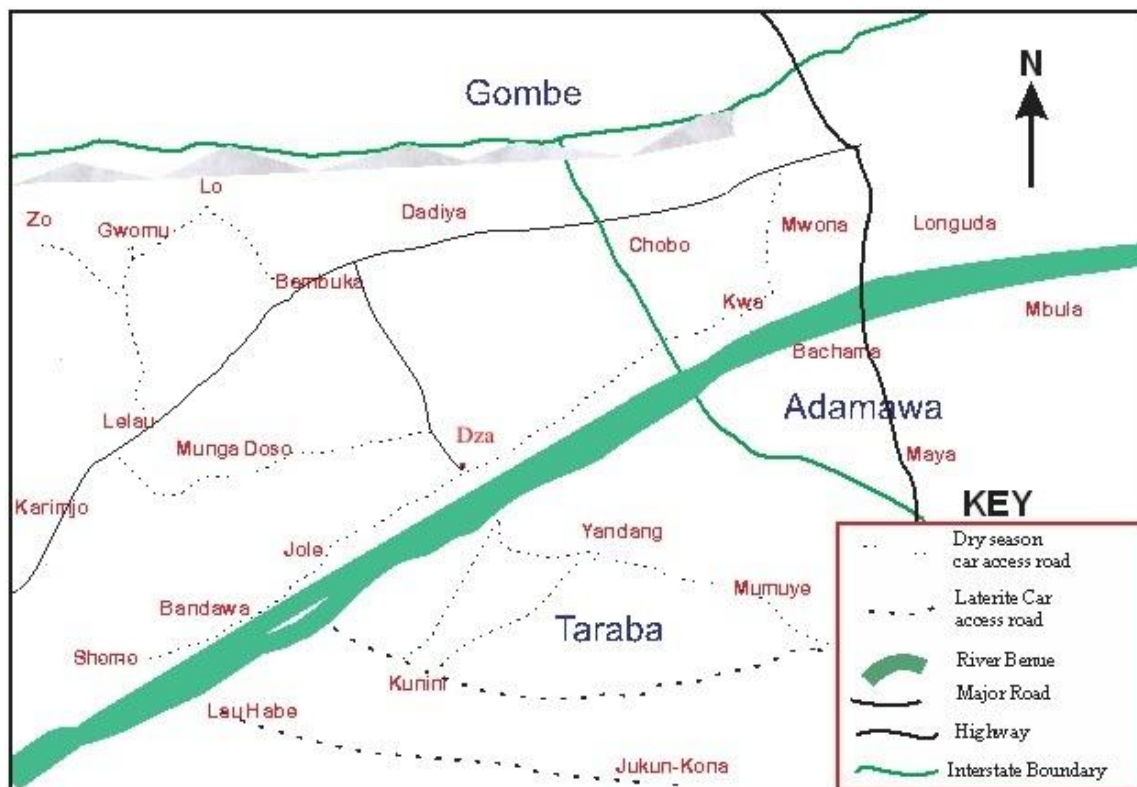 Gombe
N
Lo
Zo
Gwomu
Dadiya
Chobo
Mwona
Longuda
Bembuka
Kwa
Mbula
Bachama
Adamawa
Lelau
Munga Doso
Dza
Maya
Karimjo
Jole
Yandang
Mumuye
Bandawa
Taraba
Shomo
Kunini
Lau Habe
Jukun-Kona
KEY
Dry season
car access road
Laterite Car
access road
River Benue
Major Road
Highway
Interstate Boundary